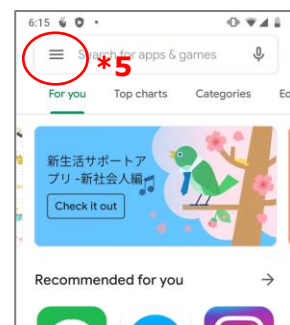 6:15
Search for apps & games
*5
For you Top charts Categories Ed
新生活サポートア
プリ -新社会人編-
Check it out
Recommended for you